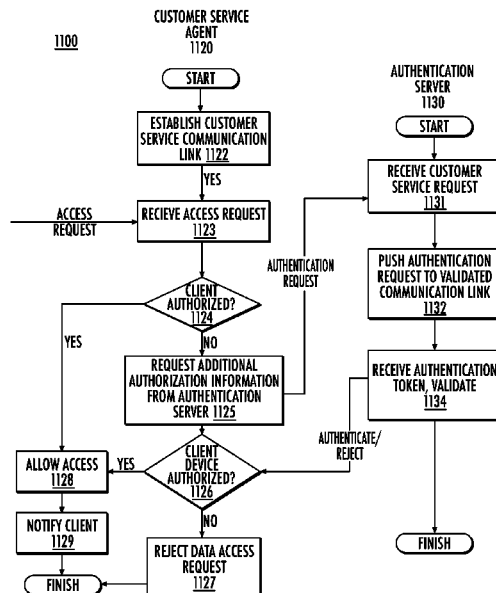 1100
CUSTOMER SERVICE
AGENT
1120
START
ESTABLISH CUSTOMER
SERVICE COMMUNICATION
LINK 1122
YES
ACCESS
REQUEST
RECIEVE ACCESS REQUEST
1123
CLIENT
AUTHORIZED?
1124
YES
NO
REQUEST ADDITIONAL
AUTHORIZATION INFORMATION
FROM AUTHENTICATION
SERVER 1125
AUTHENTICATION
REQUEST
CLIENT
DEVICE
AUTHORIZED?
1126
YES
NO
ALLOW ACCESS
1128
NOTIFY CLIENT
1129
FINISH
REJECT DATA ACCESS
REQUEST
1127
AUTHENTICATION
SERVER
1130
START
RECEIVE CUSTOMER
SERVICE REQUEST
1131
PUSH AUTHENTICATION
REQUEST TO VALIDATED
COMMUNICATION LINK
1132
RECEIVE AUTHENTICATION
TOKEN, VALIDATE
1134
AUTHENTICATE/
REJECT
FINISH